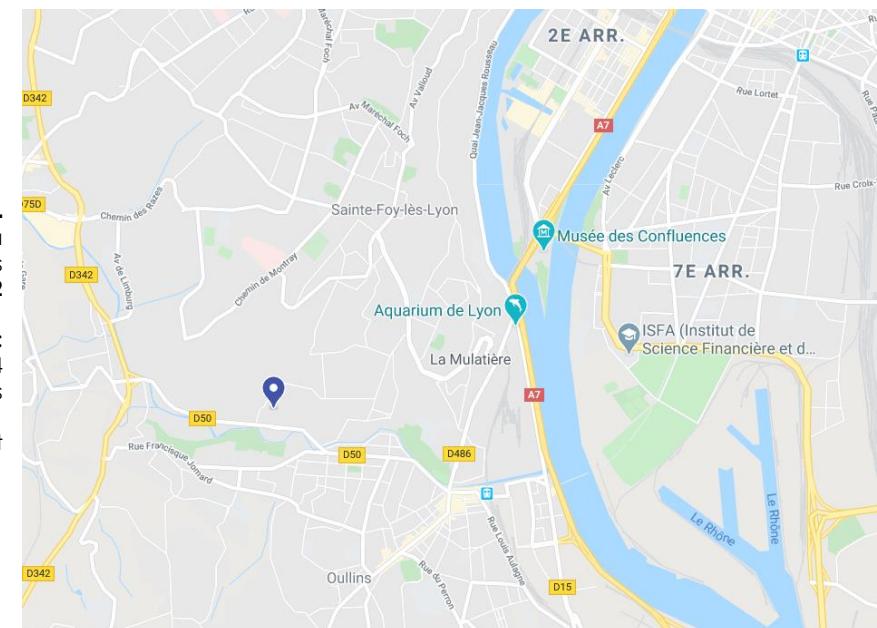 2E ARR.
Maréchal Foch
D342
Av Valioud
Quai Jean-Jacques Rousseau
Rue Lortet
Av Maréchal Foch
A7
Av Leclerc
Rue Croix-
75D
Chemin des Razes
Sainte-Foy-lès-Lyon
Musée des Confluences
D342
Av de Limburg
Chemin de Montray
7E ARR.
Aquarium de Lyon
ISFA (Institut de
Science Financière et d...
La Mulatière
A7
D50
Rue Francisque Jomard
D50
D486
Le Rhône
Le Rhône
Rue Louis Aulagne
D342
Oullins
Rue du Perron
D15